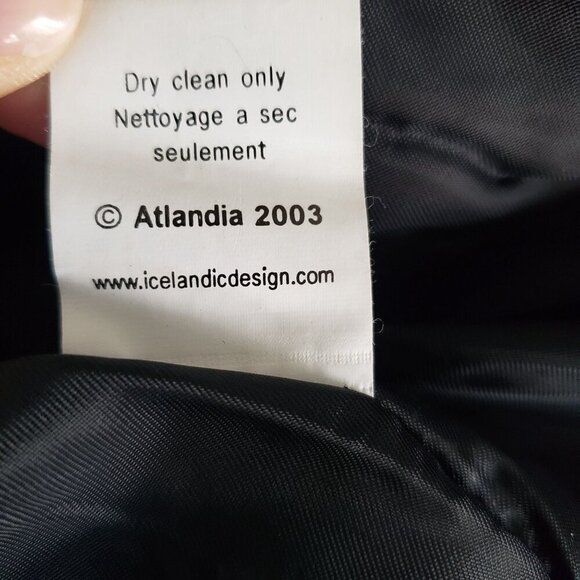 Dry clean only
Nettoyage a sec
seulement
© Atlandia 2003
www.icelandicdesign.com